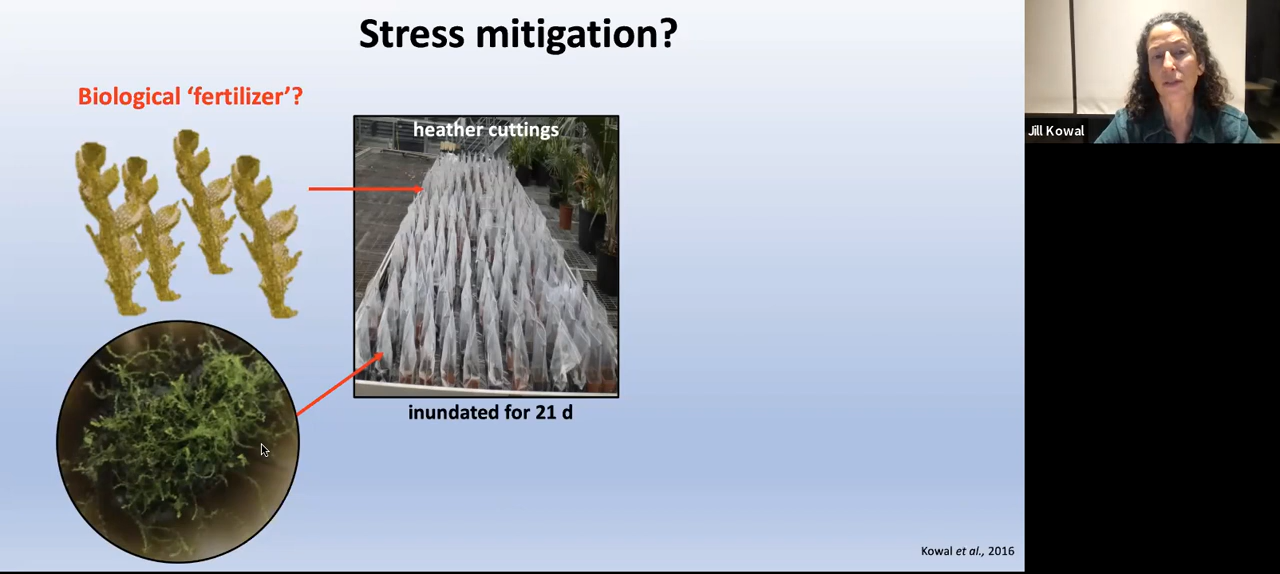 Stress mitigation?
Biological ‘fertilizer’?
heather cuttings
inundated for 21 d
Kowal et al., 2016
Jill Kowal